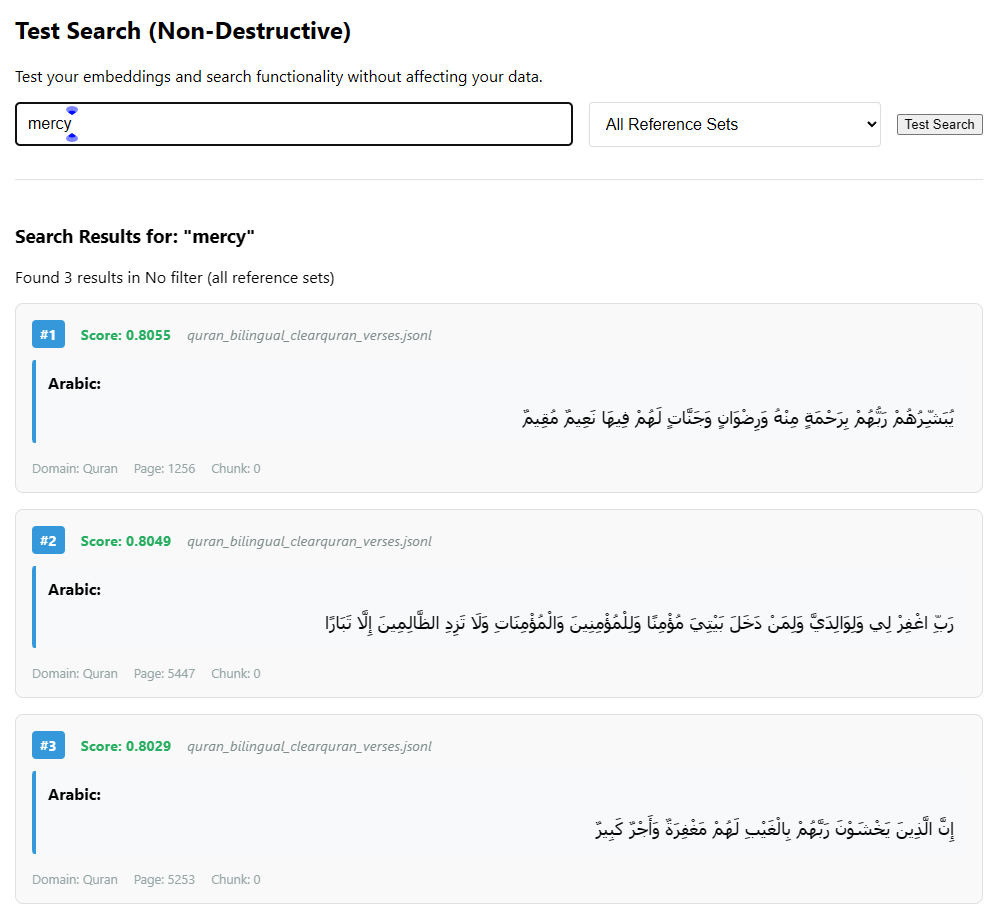 Test Search (Non-Destructive)
Test your embeddings and search functionality without affecting your data.
mercy
All Reference Sets
Test Search
Search Results for: "mercy"
Found 3 results in No filter (all reference sets)
#1 Score: 0.8055 quran_bilingual_clearquran_verses.jsonl
Arabic:
يُبَشِّرُهُمْ رَبُّهُمْ بِرَحْمَةٍ مِنْهُ وَرِضْوَانٍ وَجَنَّاتٍ لَهُمْ فِيهَا نَعِيمٌ مُقِيمٌ
Domain: Quran Page: 1256 Chunk: 0
#2 Score: 0.8049 quran_bilingual_clearquran_verses.jsonl
Arabic:
رَبِّ اغْفِرْ لِي وَلِوَالِدَيَّ وَلِمَنْ دَخَلَ بَيْتِيَ مُؤْمِنًا وَلِلْمُؤْمِنِينَ وَالْمُؤْمِنَاتِ وَلَا تَزِدِ الظَّالِمِينَ إِلَّا تَبَارًا
Domain: Quran Page: 5447 Chunk: 0
#3 Score: 0.8029 quran_bilingual_clearquran_verses.jsonl
Arabic:
إِنَّ الَّذِينَ يَخْشَوْنَ رَبَّهُمْ بِالْغَيْبِ لَهُمْ مَغْفِرَةٌ وَأَجْرٌ كَبِيرٌ
Domain: Quran Page: 5253 Chunk: 0